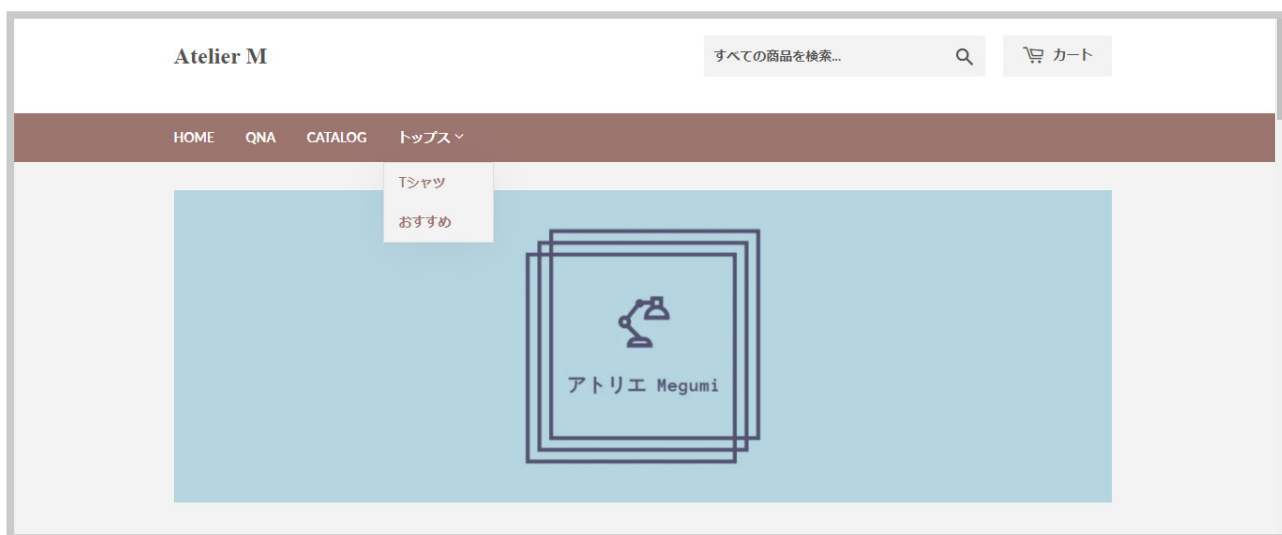 Atelier M
すべての商品を検索...
カート
HOME QNA CATALOG トップス
Tシャツ
おすすめ
アトリエ Megumi